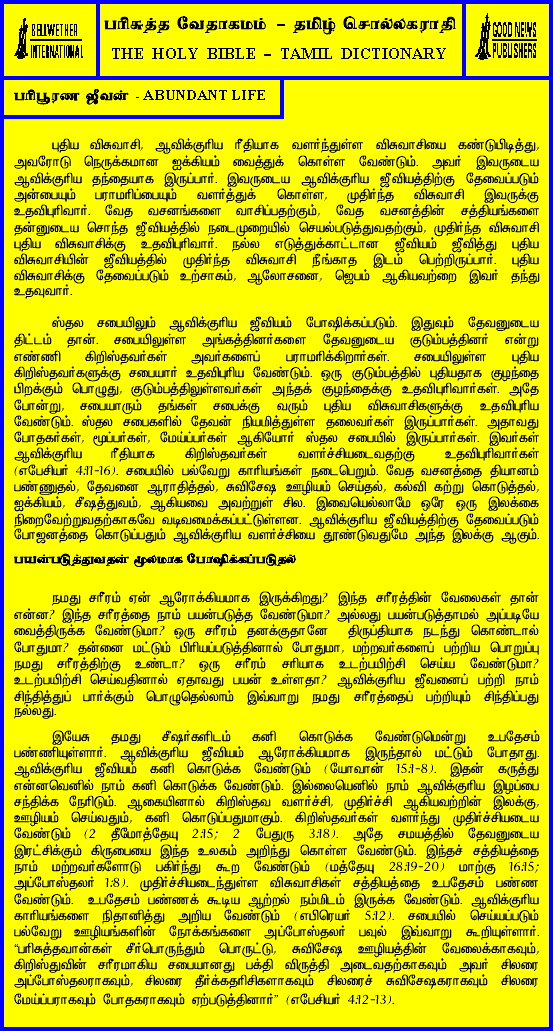 BELLWETHER
INTERNATIONAL
பரிசுத்த வேதாகமம் – தமிழ் சொல்லகராதி
THE HOLY BIBLE – TAMIL DICTIONARY
GOOD NEWS
PUBLISHERS
பரிபூரண ஜீவன் - ABUNDANT LIFE
புதிய விசுவாசி, ஆவிக்குரிய ரீதியாக வளர்ந்துள்ள விசுவாசியை கண்டுபிடித்து,
அவரோடு நெருக்கமான ஐக்கியம் வைத்துக் கொள்ள வேண்டும். அவர் இவருடைய
ஆவிக்குரிய தந்தையாக இருப்பார். இவருடைய ஆவிக்குரிய ஜீவியத்திற்கு தேவைப்படும்
அன்பையும் பராமரிப்பையும் வளர்த்துக் கொள்ள, முதிர்ந்த விசுவாசி இவருக்கு
உதவிபுரிவார். வேத வசனங்களை வாசிப்பதற்கும், வேத வசனத்தின் சத்தியங்களை
தன்னுடைய சொந்த ஜீவியத்தில் நடைமுறையில் செயல்படுத்துவதற்கும், முதிர்ந்த விசுவாசி
புதிய விசுவாசிக்கு உதவிபுரிவார். நல்ல எடுத்துக்காட்டான ஜீவியம் ஜீவித்து புதிய
விசுவாசியின் ஜீவியத்தில் முதிர்ந்த விசுவாசி நீங்காத இடம் பெற்றிருப்பார். புதிய
விசுவாசிக்கு தேவைப்படும் உற்சாகம், ஆலோசனை, ஜெபம் ஆகியவற்றை இவர் தந்து
உதவுவார்.
ஸ்தல சபையிலும் ஆவிக்குரிய ஜீவியம் போஷிக்கப்படும். இதுவும் தேவனுடைய
திட்டம் தான். சபையிலுள்ள அங்கத்தினர்களை தேவனுடைய குடும்பத்தினர் என்று
எண்ணி கிறிஸ்தவர்கள் அவர்களைப் பராமரிக்கிறார்கள். சபையிலுள்ள புதிய
கிறிஸ்தவர்களுக்கு சபையார் உதவிபுரிய வேண்டும். ஒரு குடும்பத்தில் புதியதாக குழந்தை
பிறக்கும் பொழுது, குடும்பத்திலுள்ளவர்கள் அந்தக் குழந்தைக்கு உதவிபுரிவார்கள். அதே
போன்று, சபையாரும் தங்கள் சபைக்கு வரும் புதிய விசுவாசிகளுக்கு உதவிபுரிய
வேண்டும். ஸ்தல சபைகளில் தேவன் நியமித்துள்ள தலைவர்கள் இருப்பார்கள். அதாவது
போதகர்கள், மூப்பர்கள், மேய்ப்பர்கள் ஆகியோர் ஸ்தல சபையில் இருப்பார்கள். இவர்கள்
ஆவிக்குரிய ரீதியாக கிறிஸ்தவர்கள் வளர்ச்சியடைவதற்கு உதவிபுரிவார்கள்
(எபேசியர் 4:11-16). சபையில் பல்வேறு காரியங்கள் நடைபெறும். வேத வசனத்தை தியானம்
பண்ணுதல், தேவனை ஆராதித்தல், சுவிசேஷ ஊழியம் செய்தல், கல்வி கற்று கொடுத்தல்,
ஐக்கியம், சீஷத்துவம், ஆகியவை அவற்றுள் சில. இவையெல்லாமே ஒரே ஒரு இலக்கை
நிறைவேற்றுவதற்காகவே வடிவமைக்கப்பட்டுள்ளன. ஆவிக்குரிய ஜீவியத்திற்கு தேவைப்படும்
போஜனத்தை கொடுப்பதும் ஆவிக்குரிய வளர்ச்சியை தூண்டுவதுமே அந்த இலக்கு ஆகும்.
பயன்படுத்துவதன் மூலமாக போஷிக்கப்படுதல்
நமது சரீரம் ஏன் ஆரோக்கியமாக இருக்கிறது? இந்த சரீரத்தின் வேலைகள் தான்
என்ன? இந்த சரீரத்தை நாம் பயன்படுத்த வேண்டுமா? அல்லது பயன்படுத்தாமல் அப்படியே
வைத்திருக்க வேண்டுமா? ஒரு சரீரம் தனக்குதானே திருப்தியாக நடந்து கொண்டால்
போதுமா? தன்னை மட்டும் பிரியப்படுத்தினால் போதுமா, மற்றவர்களைப் பற்றிய பொறுப்பு
நமது சரீரத்திற்கு உண்டா? ஒரு சரீரம் சரியாக உடற்பயிற்சி செய்ய வேண்டுமா?
உடற்பயிற்சி செய்வதினால் ஏதாவது பயன் உள்ளதா? ஆவிக்குரிய ஜீவனைப் பற்றி நாம்
சிந்தித்துப் பார்க்கும் பொழுதெல்லாம் இவ்வாறு நமது சரீரத்தைப் பற்றியும் சிந்திப்பது
நல்லது.
இயேசு தமது சீஷர்களிடம் கனி கொடுக்க வேண்டுமென்று உபதேசம்
பண்ணியுள்ளார். ஆவிக்குரிய ஜீவியம் ஆரோக்கியமாக இருந்தால் மட்டும் போதாது.
ஆவிக்குரிய ஜீவியம் கனி கொடுக்க வேண்டும் (யோவான் 15:1-8). இதன் கருத்து
என்னவெனில் நாம் கனி கொடுக்க வேண்டும். இல்லையெனில் நாம் ஆவிக்குரிய இழப்பை
சந்திக்க நேரிடும். ஆகையினால் கிறிஸ்தவ வளர்ச்சி, முதிர்ச்சி ஆகியவற்றின் இலக்கு,
ஊழியம் செய்வதும், கனி கொடுப்பதுமாகும். கிறிஸ்தவர்கள் வளர்ந்து முதிர்ச்சியடைய
வேண்டும் (2 தீமோத்தேயு 2:15; 2 பேதுரு 3:18). அதே சமயத்தில் தேவனுடைய
இரட்சிக்கும் கிருபையை இந்த உலகம் அறிந்து கொள்ள வேண்டும். இந்தச் சத்தியத்தை
நாம் மற்றவர்களோடு பகிர்ந்து கூற வேண்டும் (மத்தேயு 28:19-20) மாற்கு 16:15;
அப்போஸ்தலர் 1:8). முதிர்ச்சியடைந்துள்ள விசுவாசிகள் சத்தியத்தை உபதேசம் பண்ண
வேண்டும். உபதேசம் பண்ணக் கூடிய ஆற்றல் நம்மிடம் இருக்க வேண்டும். ஆவிக்குரிய
காரியங்களை நிதானித்து அறிய வேண்டும் (எபிரெயர் 5:12). சபையில் செய்யப்படும்
பல்வேறு ஊழியங்களின் நோக்கங்களை அப்போஸ்தலர் பவுல் இவ்வாறு கூறியுள்ளார்.
“பரிசுத்தவான்கள் சீர்பொருந்தும் பொருட்டு, சுவிசேஷ ஊழியத்தின் வேலைக்காகவும்,
கிறிஸ்துவின் சரீரமாகிய சபையானது பக்தி விருத்தி அடைவதற்காகவும் அவர் சிலரை
அப்போஸ்தலராகவும், சிலரை தீர்க்கதரிசிகளாகவும் சிலரைச் சுவிசேஷகராகவும் சிலரை
மேய்ப்பராகவும் போதகராகவும் ஏற்படுத்தினார்” (எபேசியர் 4:12-13).